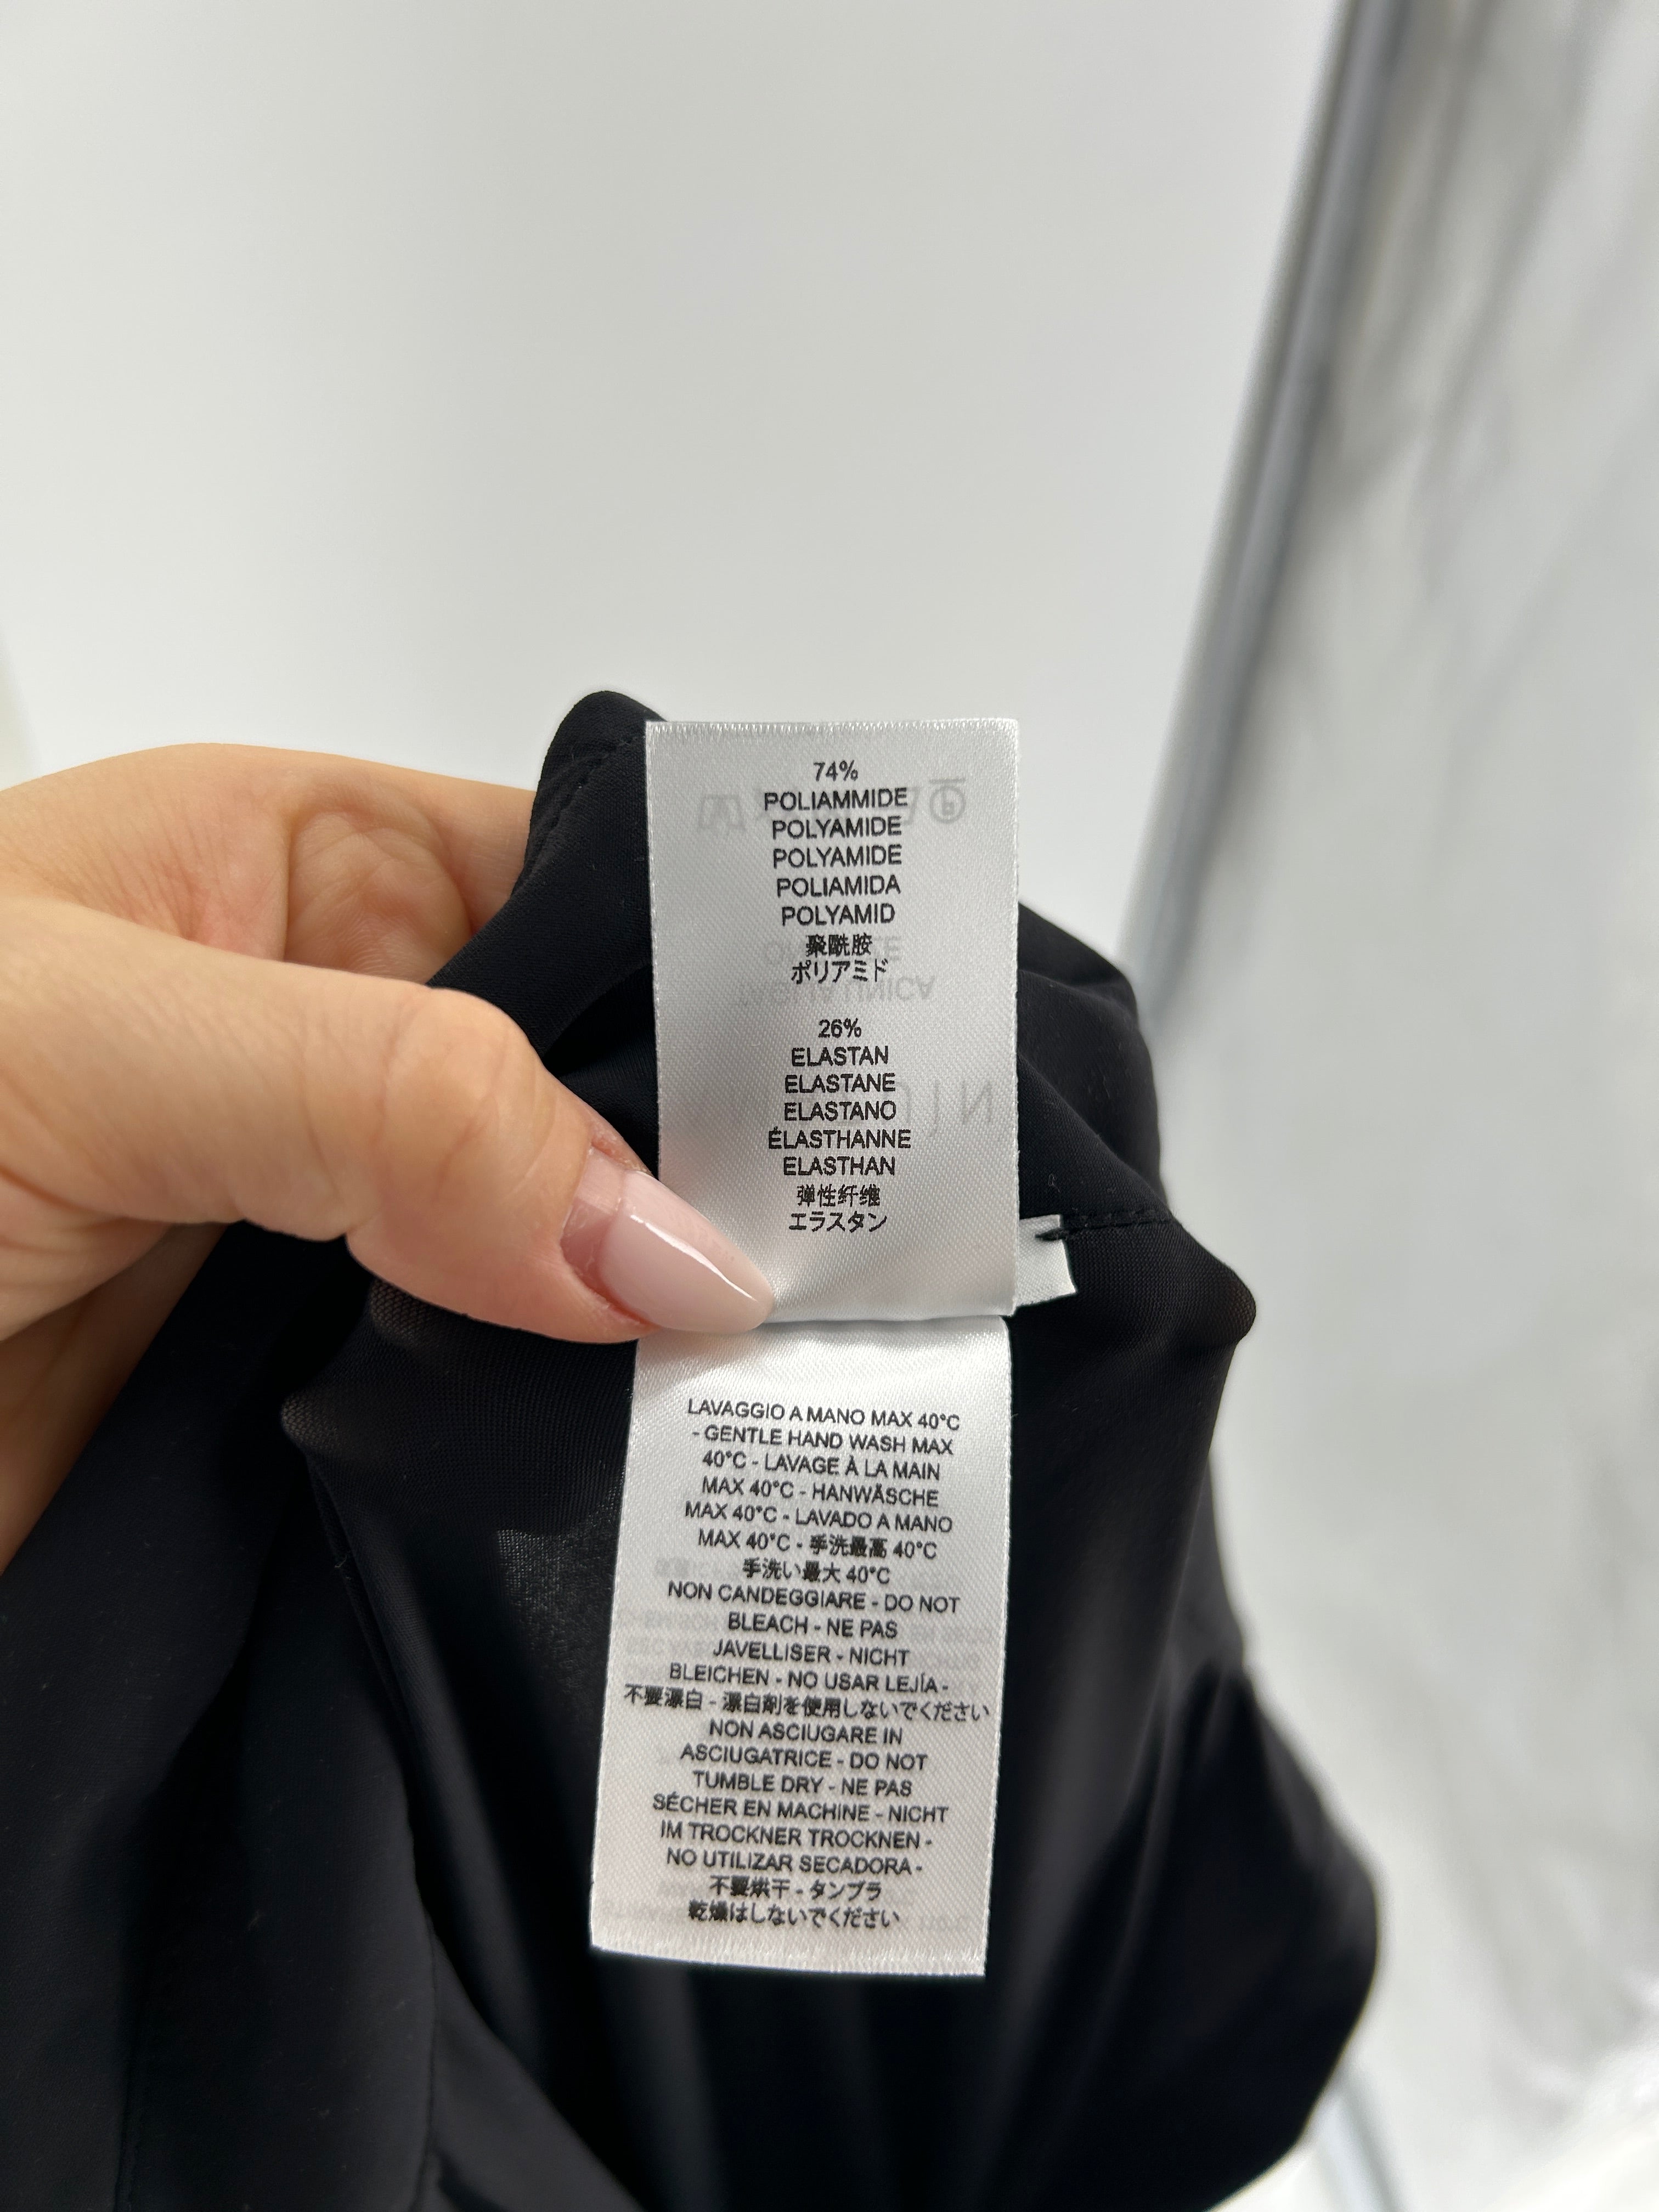 74%
POLIAMMIDE
POLYAMIDE
POLYAMIDE
POLIAMIDA
POLYAMID
聚酰胺
ポリアミド
26%
ELASTAN
ELASTANE
ELASTANO
ÉLASTHANNE
ELASTHAN
弹性纤维
エラスタン
LAVAGGIO A MANO MAX 40°C
- GENTLE HAND WASH MAX
40°C - LAVAGE À LA MAIN
MAX 40°C - HANWÄSCHE
MAX 40°C - LAVADO A MANO
MAX 40°C - 手洗最高 40°C
手洗い最大 40°C
NON CANDEGGIARE - DO NOT
BLEACH - NE PAS
JAVELLISER - NICHT
BLEICHEN - NO USAR LEJÍA -
不要漂白 - 漂白剤を使用しないでください
NON ASCIUGARE IN
ASCIUGATRICE - DO NOT
TUMBLE DRY - NE PAS
SÉCHER EN MACHINE - NICHT
IM TROCKNER TROCKNEN -
NO UTILIZAR SECADORA -
不要烘干 - タンブラ
乾燥はしないでください